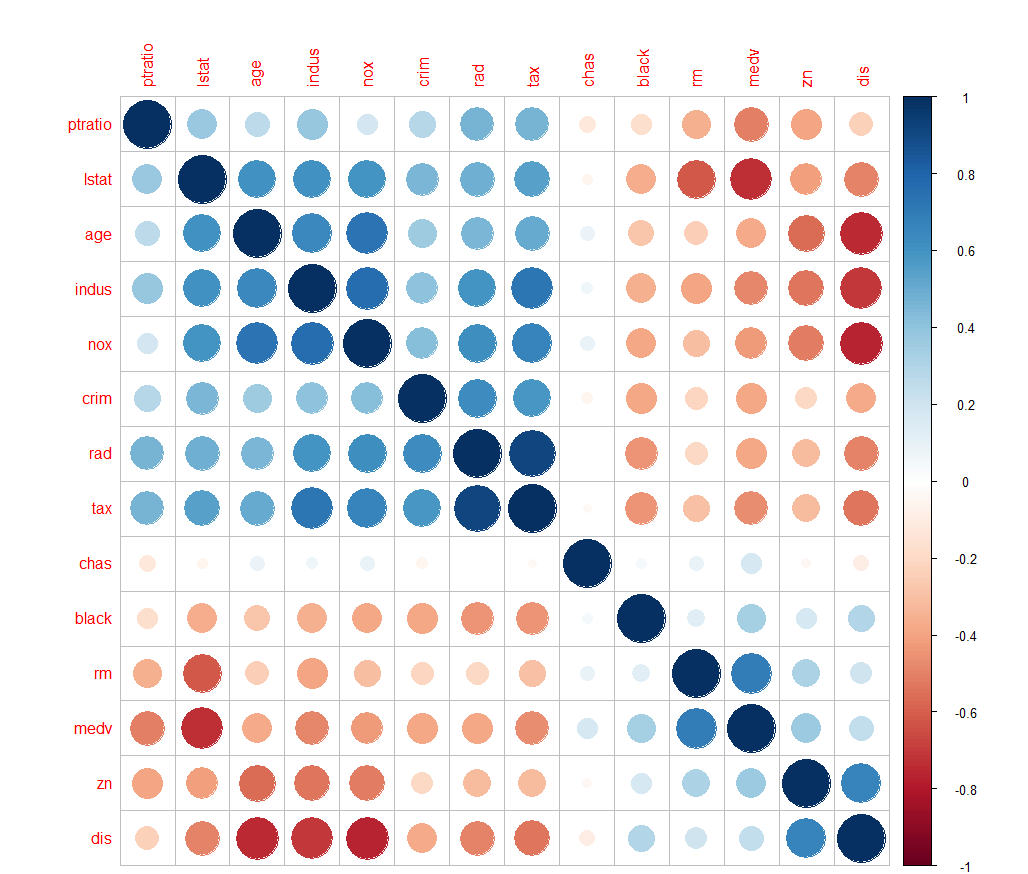 ptratio lstat age indus nox crim rad tax chas black rm medv zn dis
ptratio
lstat
age
indus
nox
crim
rad
tax
chas
black
rm
medv
zn
dis
1
0.8
0.6
0.4
0.2
0
-0.2
-0.4
-0.6
-0.8
-1